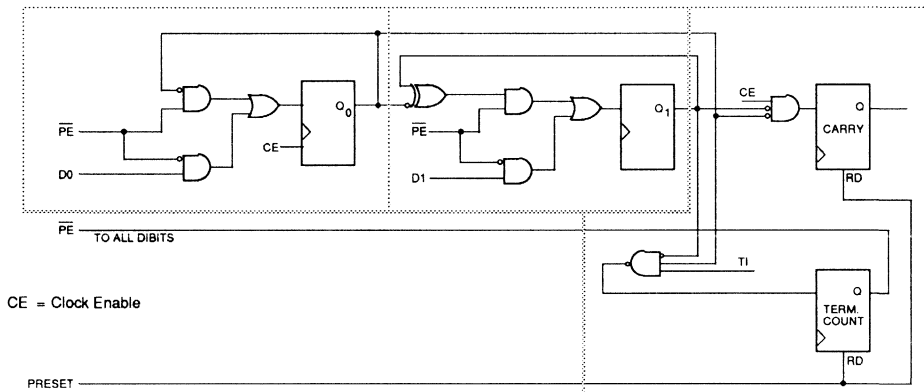 Q0
PE
CE
D0
Q1
PE
D1
CE
Q
CARRY
RD
PE
TO ALL DIBITS
TI
CE = Clock Enable
Q
TERM.
COUNT
RD
PRESET